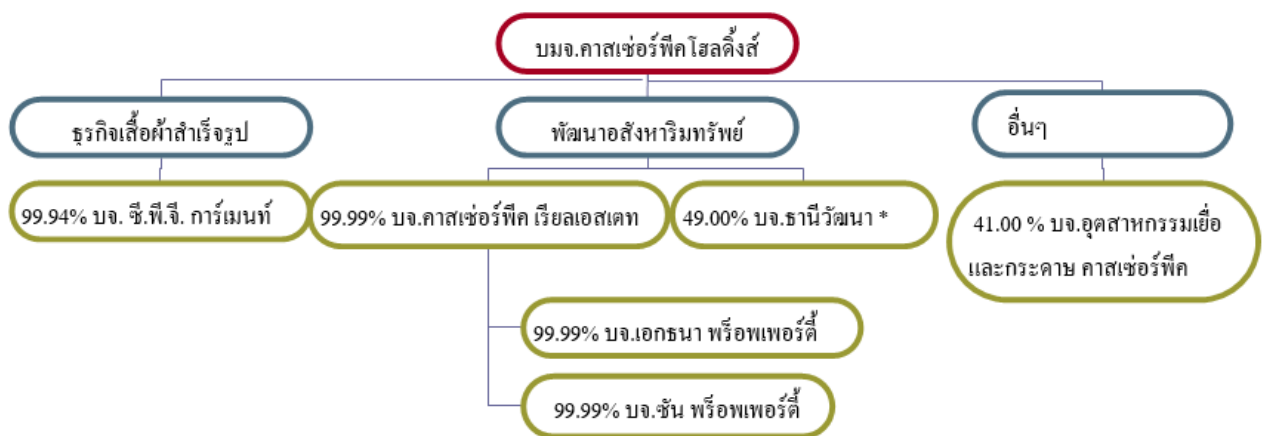 บมจ.คาสเซ่อร์พีคโฮลดิ้งส์
ธุรกิจเสื้อผ้าสำเร็จรูป
พัฒนาอสังหาริมทรัพย์
อื่นๆ
99.94% บจ. ซี.พี.จี. การ์เมนท์
99.99% บจ.คาสเซ่อร์พีค เรียลเอสเตท
49.00% บจ.ธานีวัฒนา *
41.00 % บจ.อุตสาหกรรมเยื่อ
และกระดาษ คาสเซ่อร์พีค
99.99% บจ.เอกธนา พร็อพเพอร์ตี้
99.99% บจ.ซัน พร็อพเพอร์ตี้